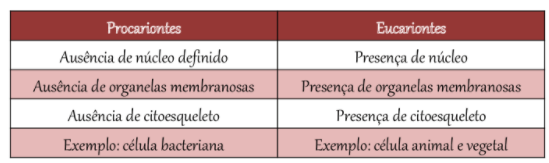 Procariontes Eucariontes
Ausência de núcleo definido Presença de núcleo
Ausência de organelas membranosas Presença de organelas membranosas
Ausência de citoesqueleto Presença de citoesqueleto
Exemplo: célula bacteriana Exemplo: célula animal e vegetal